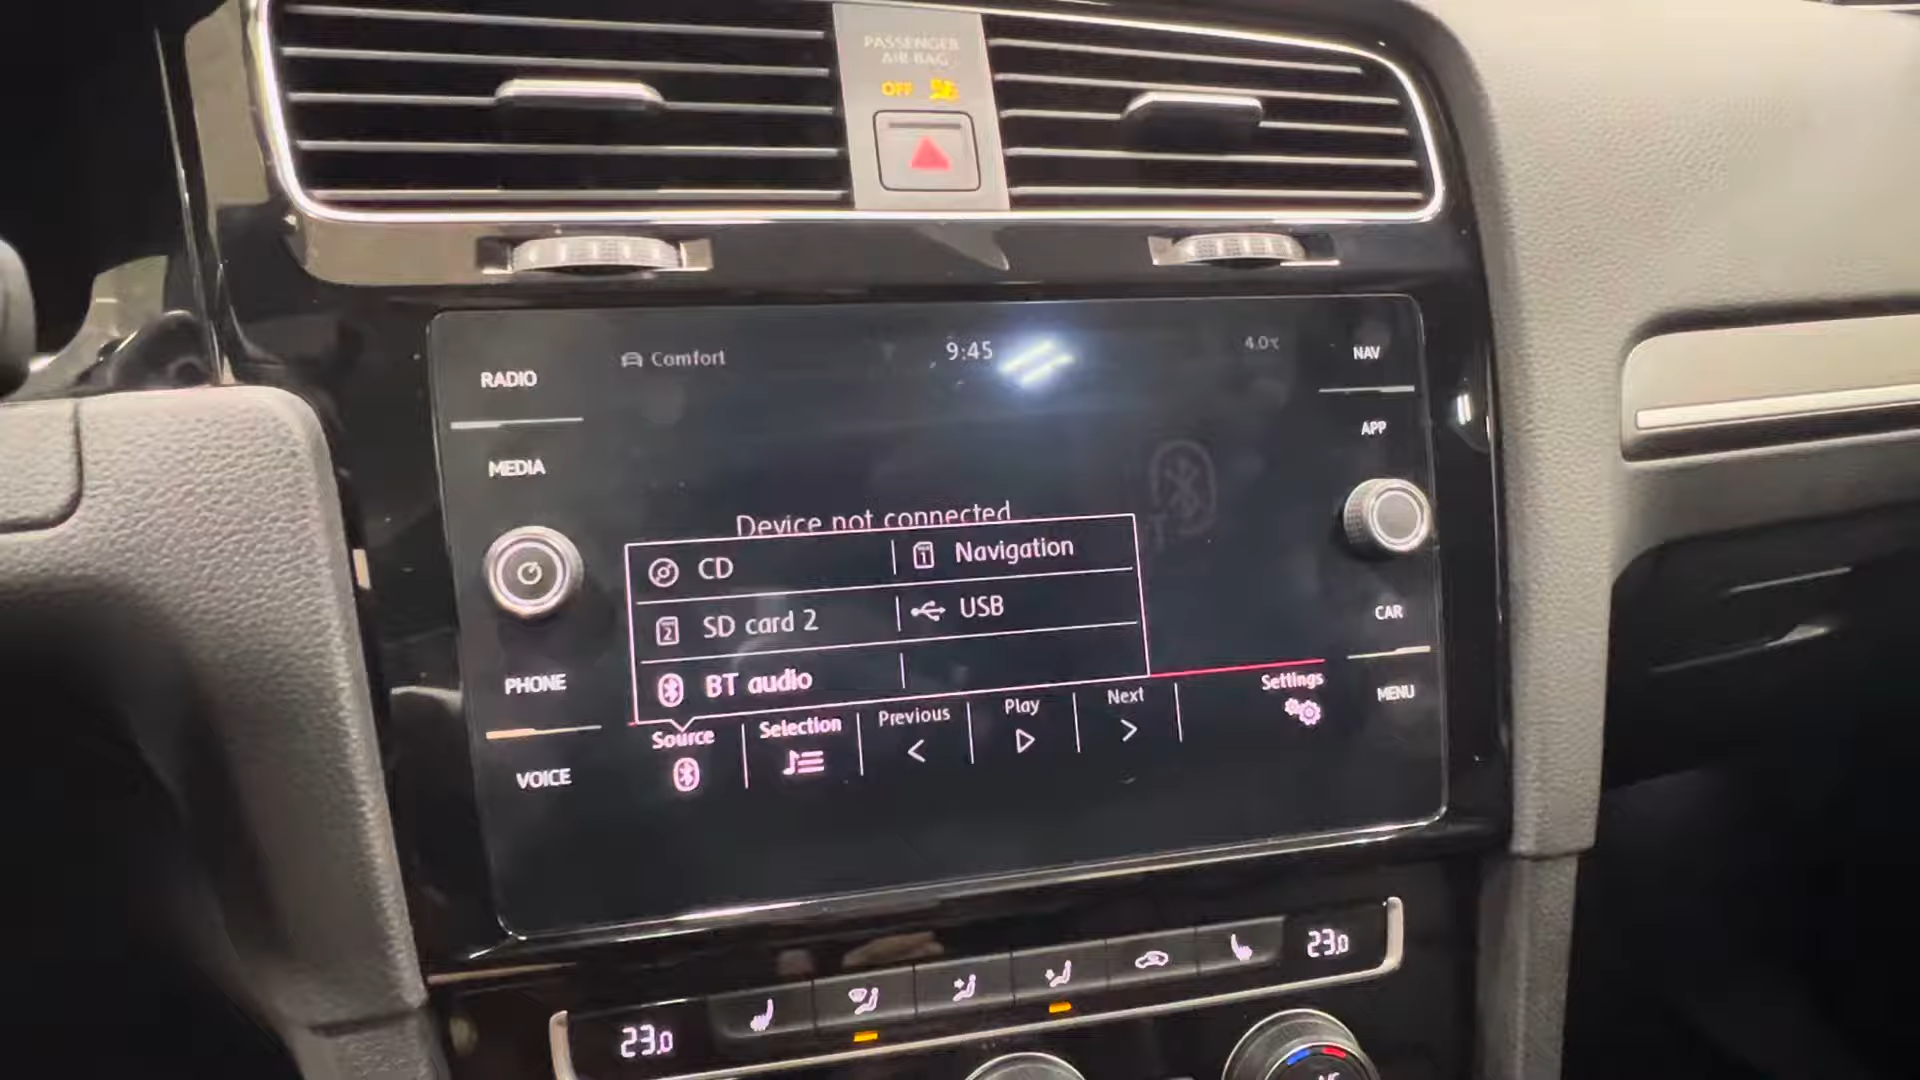 PASSENGER
AIR BAG
OFF
RADIO
Comfort
9:45
4.0°C
NAV
MEDIA
APP
Device not connected
CD
1
Navigation
SD card 2
2
USB
BT audio
CAR
PHONE
Source
Selection
Previous
Play
Next
Settings
MENU
VOICE
23.0
23.0